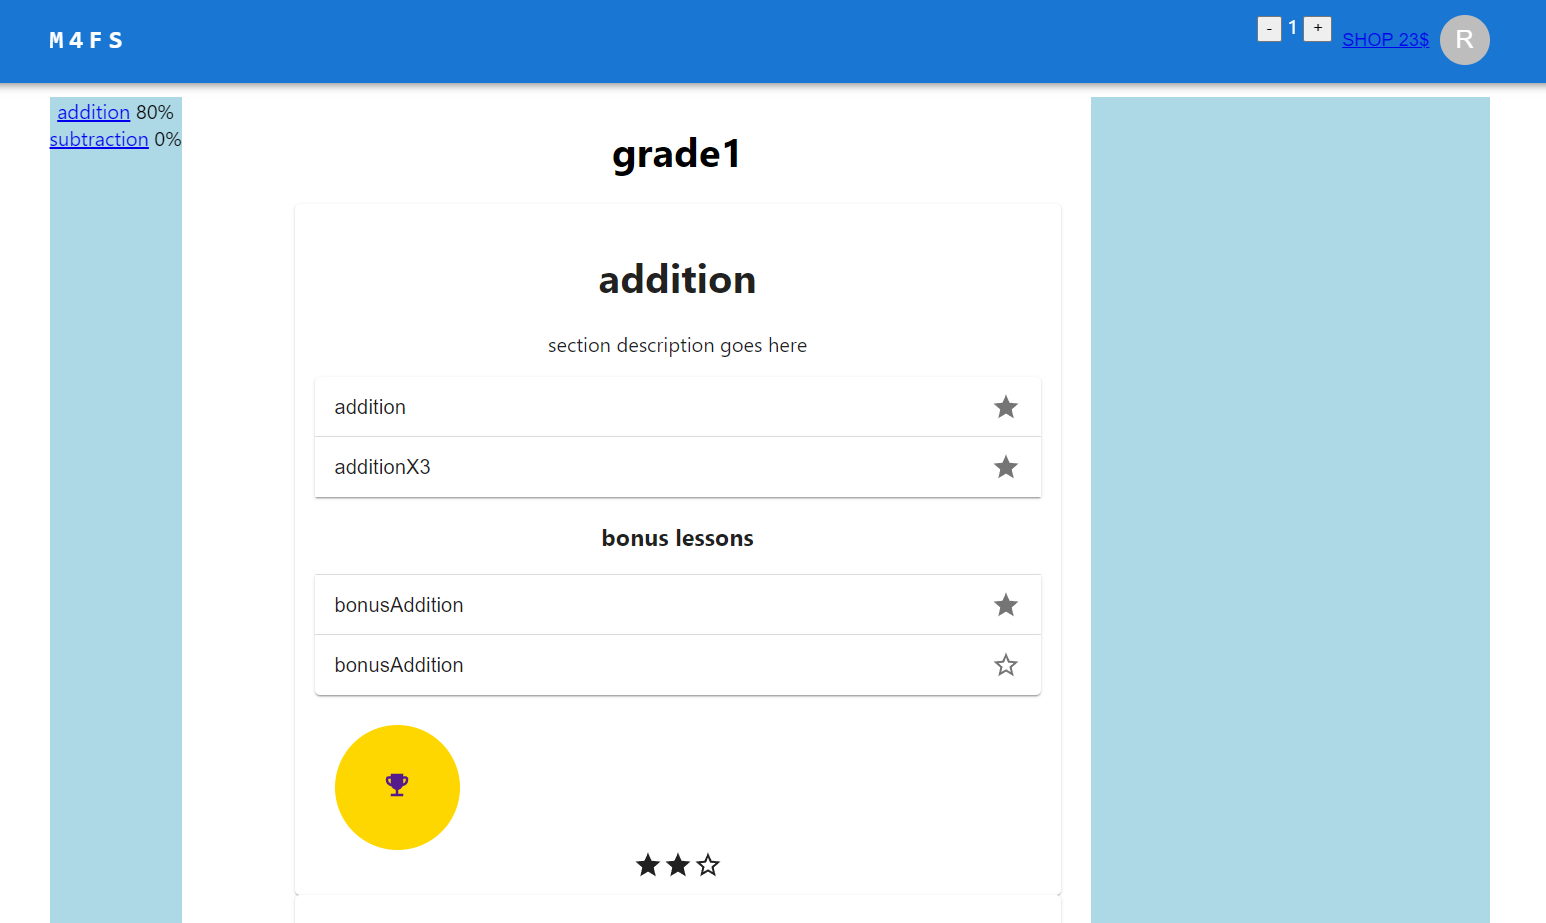 M4FS
- 1 + SHOP 23$ R
addition 80%
subtraction 0%
grade1
addition
section description goes here
addition
additionX3
bonus lessons
bonusAddition
bonusAddition